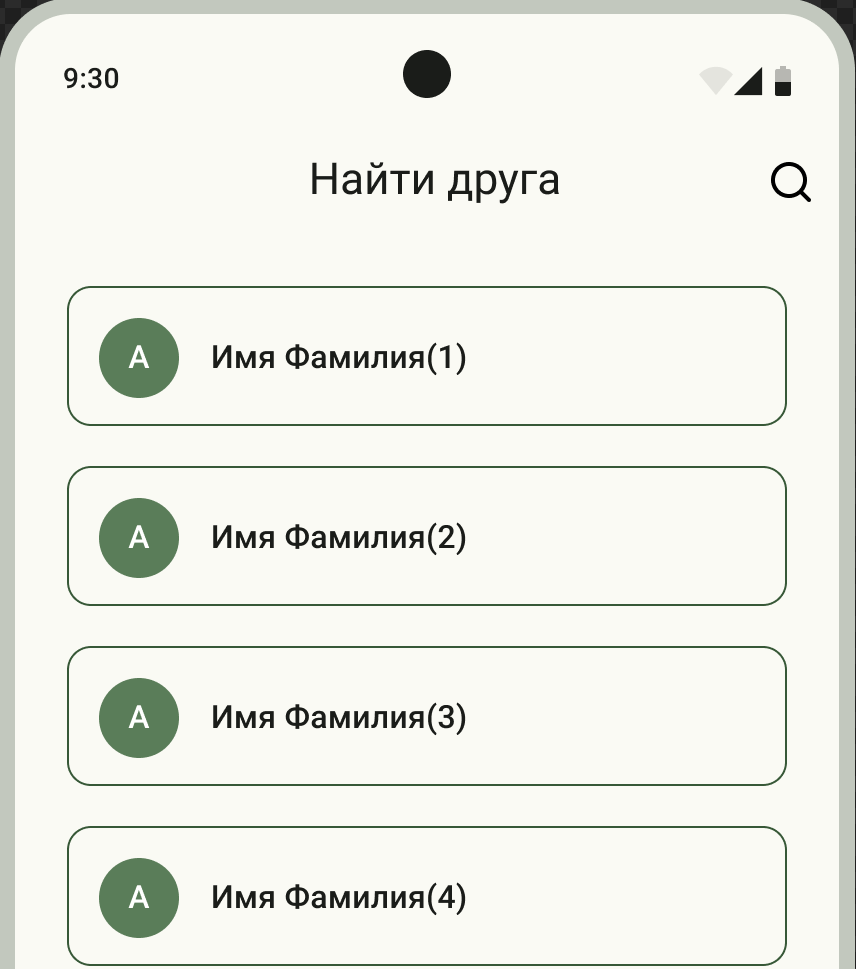 9:30
Найти друга
A
Имя Фамилия(1)
A
Имя Фамилия(2)
A
Имя Фамилия(3)
A
Имя Фамилия(4)